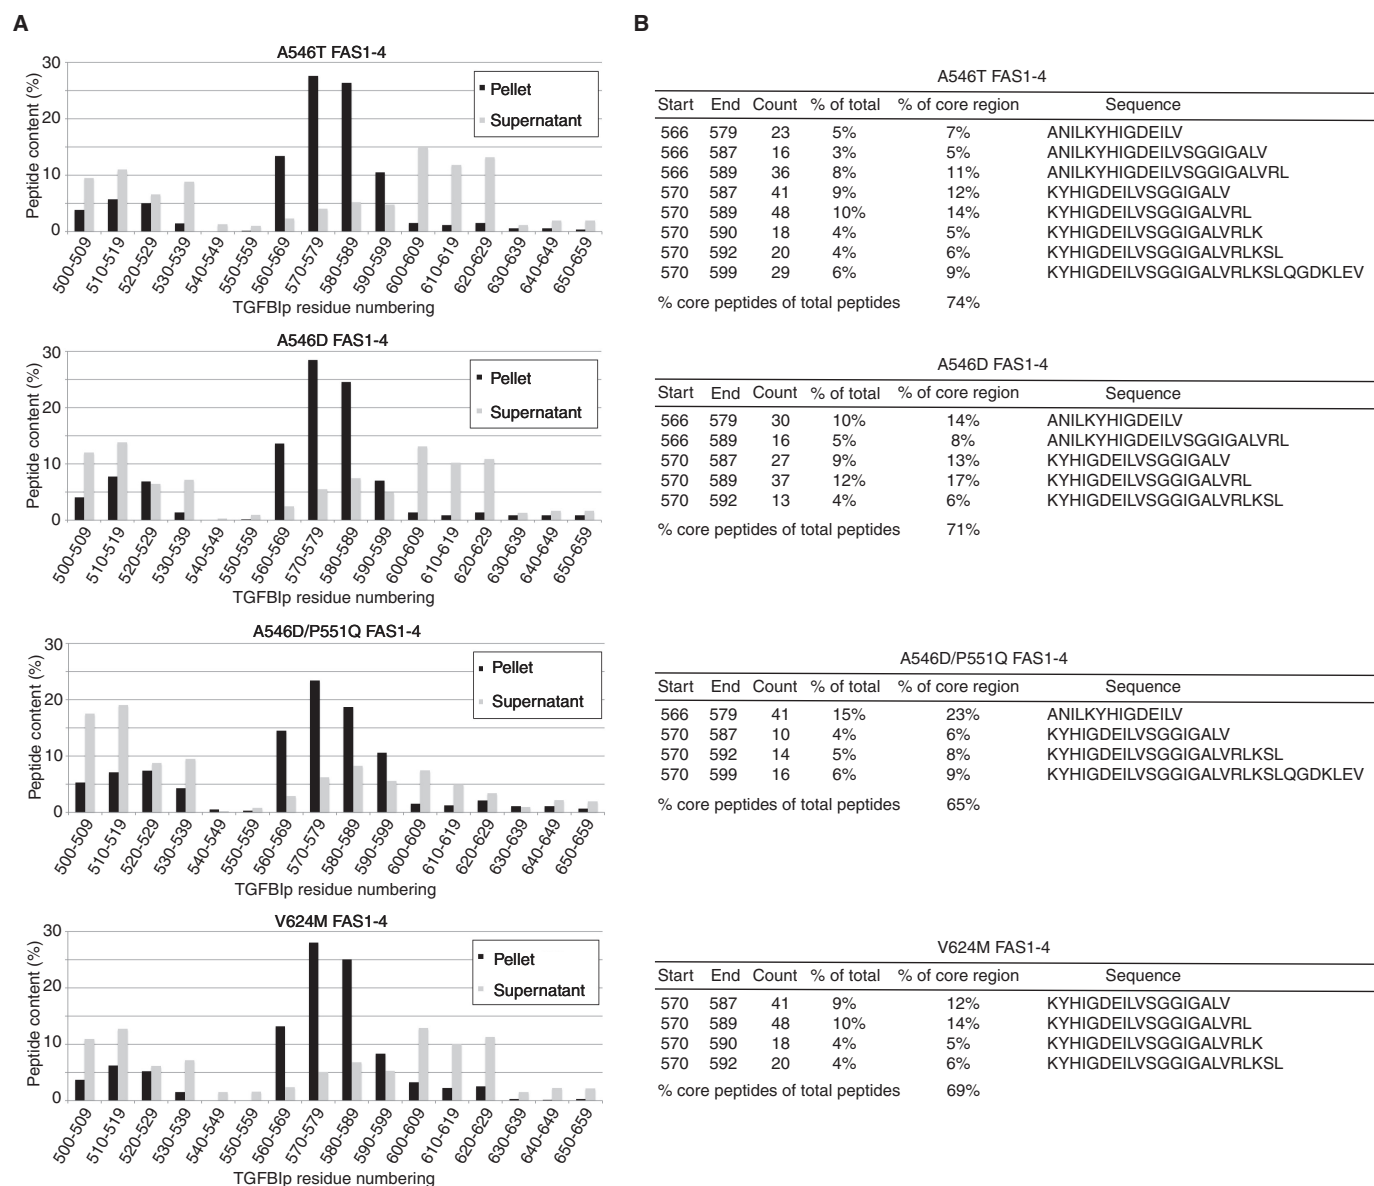 A
A546T FAS1-4
Peptide content (%)
30
20
10
0
Pellet
Supernatant
500-509
510-519
520-529
530-539
540-549
550-559
560-569
570-579
580-589
590-599
600-609
610-619
620-629
630-639
640-649
650-659
TGFBIp residue numbering
A546D FAS1-4
Peptide content (%)
30
20
10
0
Pellet
Supernatant
500-509
510-519
520-529
530-539
540-549
550-559
560-569
570-579
580-589
590-599
600-609
610-619
620-629
630-639
640-649
650-659
TGFBIp residue numbering
A546D/P551Q FAS1-4
Peptide content (%)
30
20
10
0
Pellet
Supernatant
500-509
510-519
520-529
530-539
540-549
550-559
560-569
570-579
580-589
590-599
600-609
610-619
620-629
630-639
640-649
650-659
TGFBIp residue numbering
V624M FAS1-4
Peptide content (%)
30
20
10
0
Pellet
Supernatant
500-509
510-519
520-529
530-539
540-549
550-559
560-569
570-579
580-589
590-599
600-609
610-619
620-629
630-639
640-649
650-659
TGFBIp residue numbering
B
A546T FAS1-4
Start End Count % of total % of core region Sequence
566 579 23 5% 7% ANILKYHIGDEILV
566 587 16 3% 5% ANILKYHIGDEILVSGGIGALV
566 589 36 8% 11% ANILKYHIGDEILVSGGIGALVRL
570 587 41 9% 12% KYHIGDEILVSGGIGALV
570 589 48 10% 14% KYHIGDEILVSGGIGALVRL
570 590 18 4% 5% KYHIGDEILVSGGIGALVRLK
570 592 20 4% 6% KYHIGDEILVSGGIGALVRLKSL
570 599 29 6% 9% KYHIGDEILVSGGIGALVRLKSLQGDKLEV
% core peptides of total peptides 74%
A546D FAS1-4
Start End Count % of total % of core region Sequence
566 579 30 10% 14% ANILKYHIGDEILV
566 589 16 5% 8% ANILKYHIGDEILVSGGIGALVRL
570 587 27 9% 13% KYHIGDEILVSGGIGALV
570 589 37 12% 17% KYHIGDEILVSGGIGALVRL
570 592 13 4% 6% KYHIGDEILVSGGIGALVRLKSL
% core peptides of total peptides 71%
A546D/P551Q FAS1-4
Start End Count % of total % of core region Sequence
566 579 41 15% 23% ANILKYHIGDEILV
570 587 10 4% 6% KYHIGDEILVSGGIGALV
570 592 14 5% 8% KYHIGDEILVSGGIGALVRLKSL
570 599 16 6% 9% KYHIGDEILVSGGIGALVRLKSLQGDKLEV
% core peptides of total peptides 65%
V624M FAS1-4
Start End Count % of total % of core region Sequence
570 587 41 9% 12% KYHIGDEILVSGGIGALV
570 589 48 10% 14% KYHIGDEILVSGGIGALVRL
570 590 18 4% 5% KYHIGDEILVSGGIGALVRLK
570 592 20 4% 6% KYHIGDEILVSGGIGALVRLKSL
% core peptides of total peptides 69%